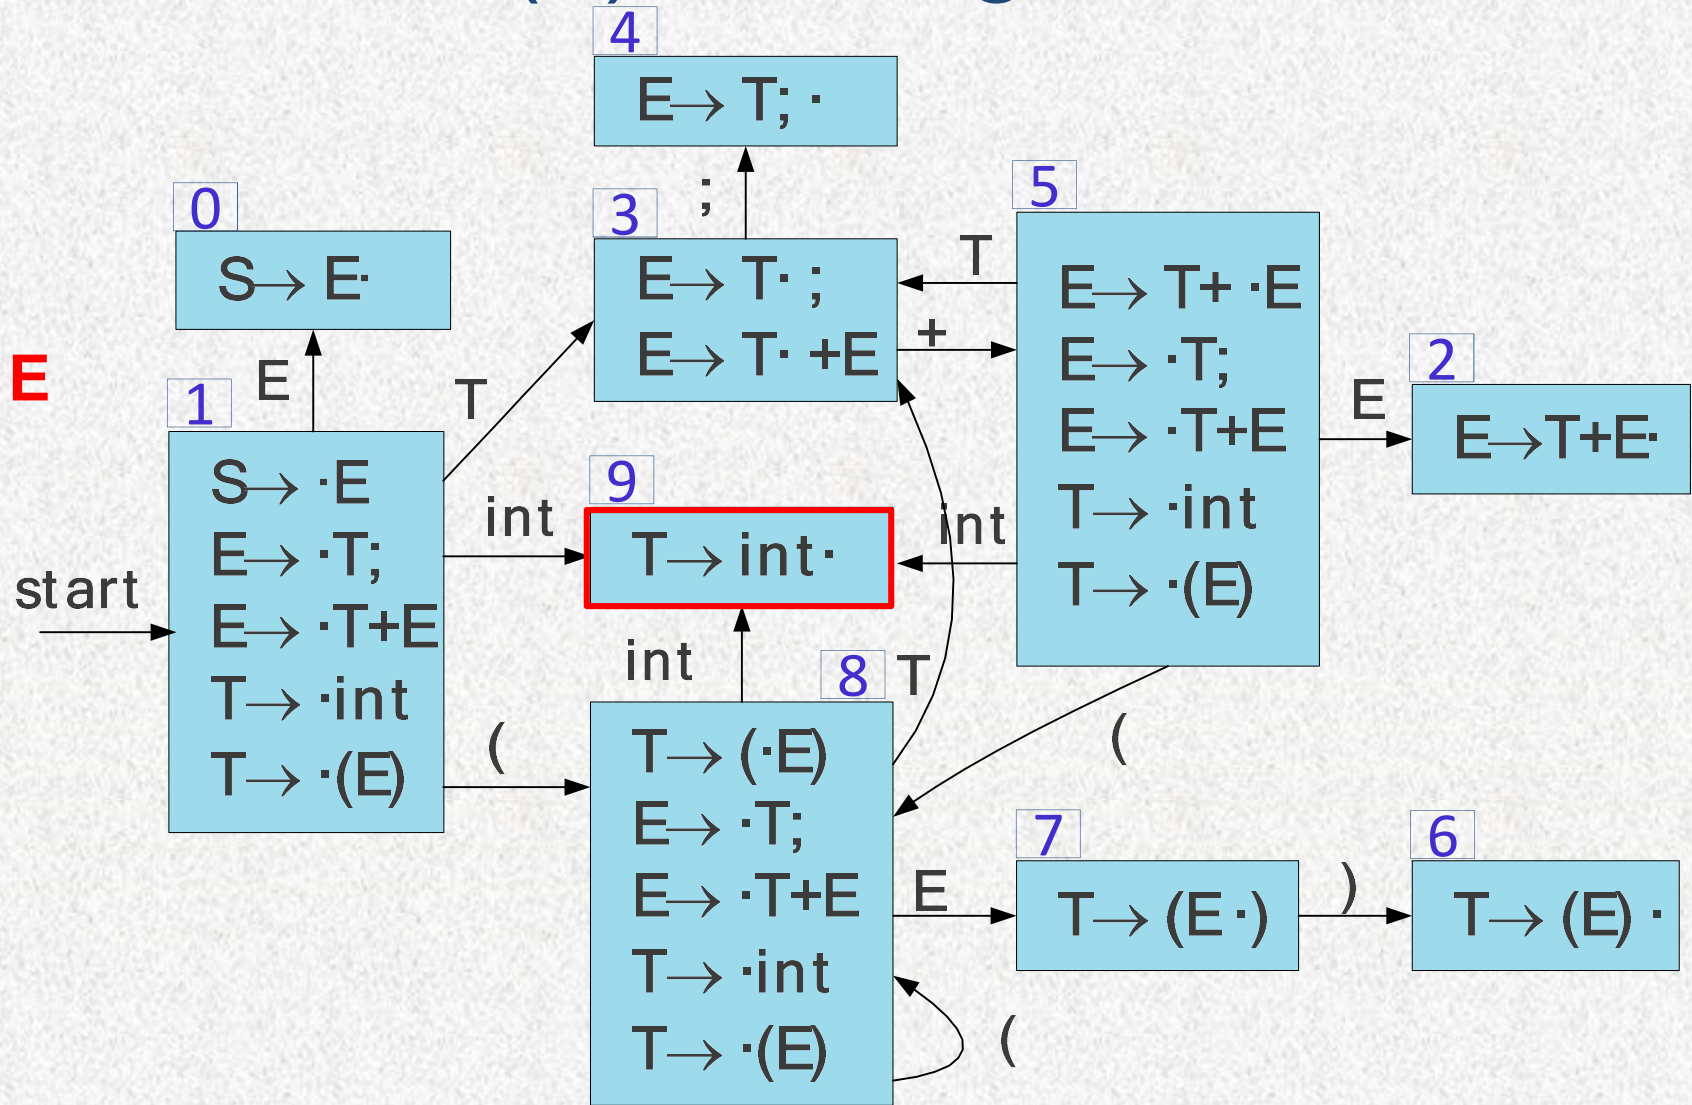 4
E→ T; ·
;
0
S→ E·
3
E→ T· ;
E→ T· +E
T
+
5
E→ T+ ·E
E→ ·T;
E→ ·T+E
T→ ·int
T→ ·(E)
E
2
E→T+E·
E
E
T
1
S→ ·E
E→ ·T;
E→ ·T+E
T→ ·int
T→ ·(E)
start
int
9
T→ int·
int
int
8
T
(
T→ (·E)
E→ ·T;
E→ ·T+E
T→ ·int
T→ ·(E)
(
E
7
T→ (E ·)
)
6
T→ (E) ·
(